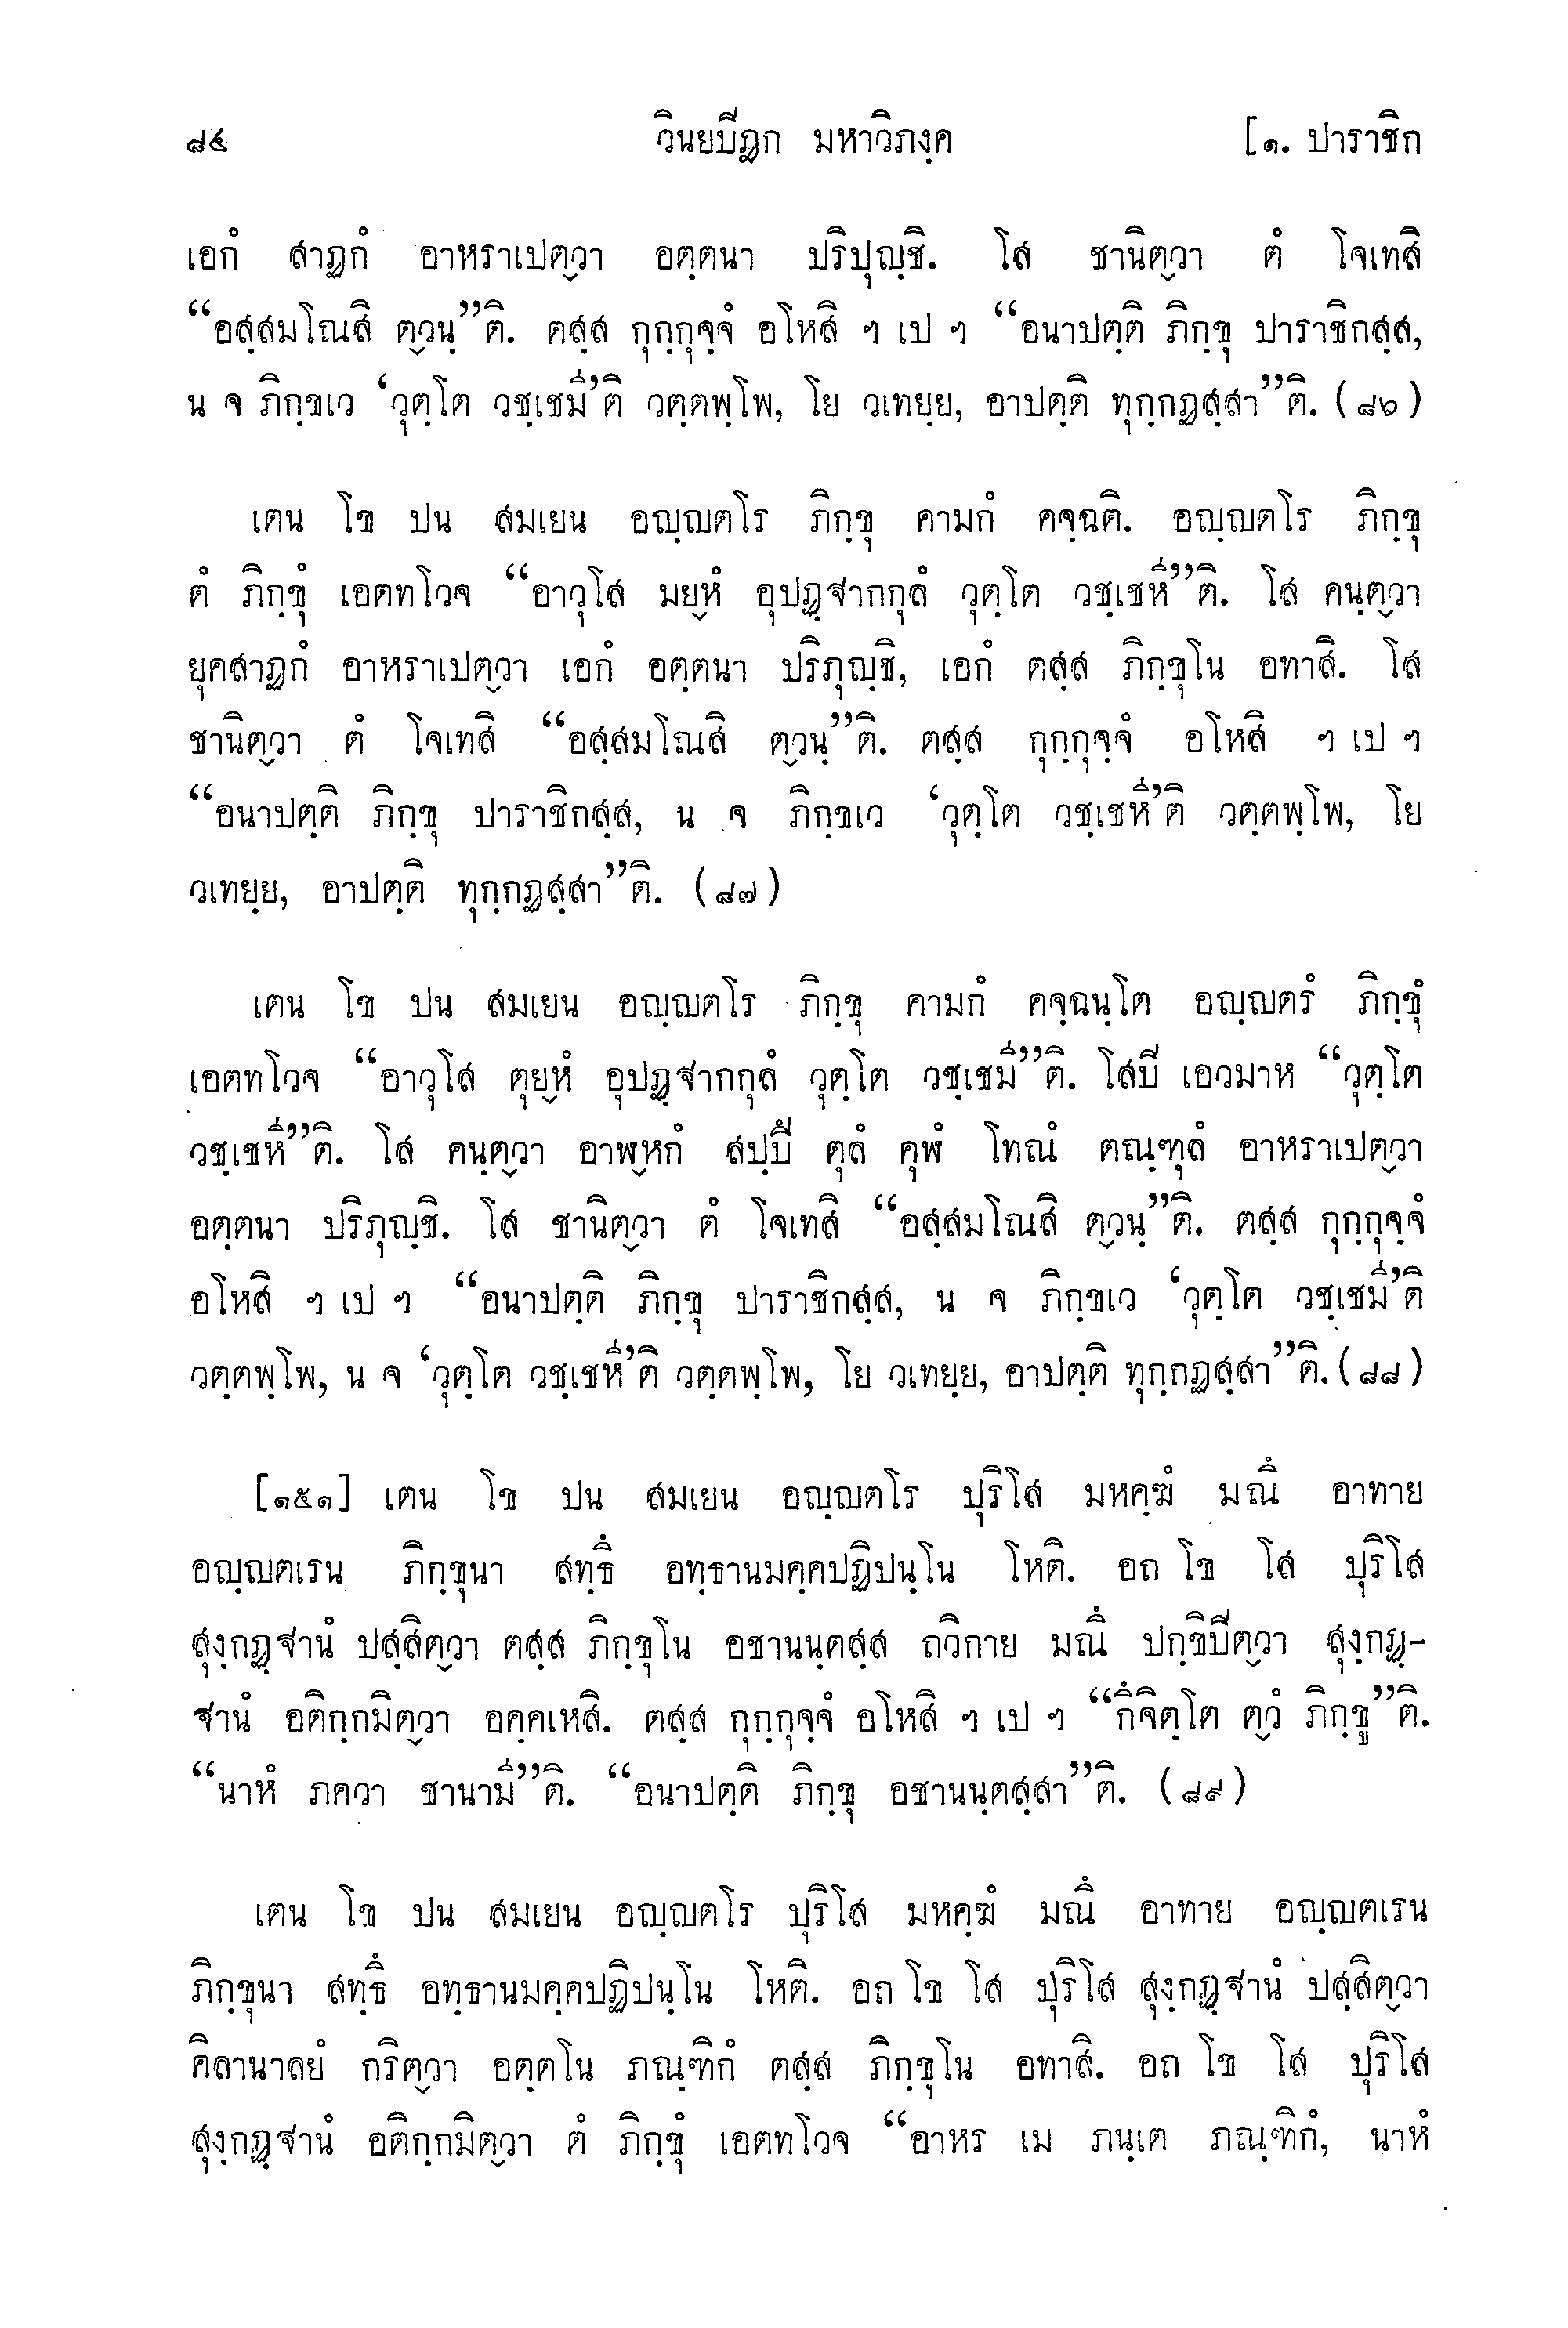 ๘๔ วินยปิฏก มหาวิภงฺค [๑. ปาราชิก
เอกํ สาฏกํ อาหราเปต๎วา อตฺตนา ปริปุญฺชิ. โส ชานิต๎วา ตํ โจเทสิ
“อสฺสมโณสิ ต๎วนฺ”ติ. ตสฺส กุกฺกุจฺจํ อโหสิ ฯ เป ฯ “อนาปตฺติ ภิกฺขุ ปาราชิกสฺส,
น จ ภิกฺขเว ‘วุตฺโต วชฺเชมี’ติ วตฺตพฺโพ, โย วเทยฺย, อาปตฺติ ทุกฺกฏสฺสา”ติ. (๘๖)
เตน โข ปน สมเยน อญฺญตโร ภิกฺขุ คามกํ คจฺฉติ. อญฺญตโร ภิกฺขุ
ตํ ภิกฺขุํ เอตทโวจ “อาวุโส มย๎หํ อุปฏฺฐากกุลํ วุตฺโต วชฺเชหี”ติ. โส คนฺต๎วา
ยุคสาฏกํ อาหราเปต๎วา เอกํ อตฺตนา ปริภุญฺชิ, เอกํ ตสฺส ภิกฺขุโน อทาสิ. โส
ชานิต๎วา ตํ โจเทสิ “อสฺสมโณสิ ต๎วนฺ”ติ. ตสฺส กุกฺกุจฺจํ อโหสิ ฯ เป ฯ
“อนาปตฺติ ภิกฺขุ ปาราชิกสฺส, น จ ภิกฺขเว ‘วุตฺโต วชฺเชหี’ติ วตฺตพฺโพ, โย
วเทยฺย, อาปตฺติ ทุกฺกฏสฺสา”ติ. (๘๗)
เตน โข ปน สมเยน อญฺญตโร ภิกฺขุ คามกํ คจฺฉนฺโต อญฺญตรํ ภิกฺขุํ
เอตทโวจ “อาวุโส ตุย๎หํ อุปฏฺฐากกุลํ วุตฺโต วชฺเชมี”ติ. โสปิ เอวมาห “วุตฺโต
วชฺเชหี”ติ. โส คนฺต๎วา อาฬ๎หกํ สปฺปึ ตุลํ คุฬํ โทณํ ตณฺฑุลํ อาหราเปต๎วา
อตฺตนา ปริภุญฺชิ. โส ชานิต๎วา ตํ โจเทสิ “อสฺสมโณสิ ต๎วนฺ”ติ. ตสฺส กุกฺกุจฺจํ
อโหสิ ฯ เป ฯ “อนาปตฺติ ภิกฺขุ ปาราชิกสฺส, น จ ภิกฺขเว ‘วุตฺโต วชฺเชมี’ติ
วตฺตพฺโพ, น จ ‘วุตฺโต วชฺเชหี’ติ วตฺตพฺโพ, โย วเทยฺย, อาปตฺติ ทุกฺกฏสฺสา”ติ.(๘๘)
[๑๕๑] เตน โข ปน สมเยน อญฺญตโร ปุริโส มหคฺฆํ มณึ อาทาย
อญฺญตเรน ภิกฺขุนา สทฺธึ อทฺธานมคฺคปฏิปนฺโน โหติ. อถ โข โส ปุริโส
สุงฺกฏฺฐานํ ปสฺสิต๎วา ตสฺส ภิกฺขุโน อชานนฺตสฺส ถวิกาย มณึ ปกฺขิปิต๎วา สุงฺกฏฺ-
ฐานํ อติกฺกมิต๎วา อคฺคเหสิ. ตสฺส กุกฺกุจฺจํ อโหสิ ฯ เป ฯ “กึจิตฺโต ต๎วํ ภิกฺขู”ติ.
“นาหํ ภควา ชานามี”ติ. “อนาปตฺติ ภิกฺขุ อชานนฺตสฺสา”ติ. (๘๙)
เตน โข ปน สมเยน อญฺญตโร ปุริโส มหคฺฆํ มณึ อาทาย อญฺญตเรน
ภิกฺขุนา สทฺธึ อทฺธานมคฺคปฏิปนฺโน โหติ. อถ โข โส ปุริโส สุงฺกฏฺฐานํ ปสฺสิต๎วา
คิลานาลยํ กริต๎วา อตฺตโน ภณฺฑิกํ ตสฺส ภิกฺขุโน อทาสิ. อถ โข โส ปุริโส
สุงฺกฏฺฐานํ อติกฺกมิต๎วา ตํ ภิกฺขุํ เอตทโวจ “อาหร เม ภนฺเต ภณฺฑิกํ, นาหํ